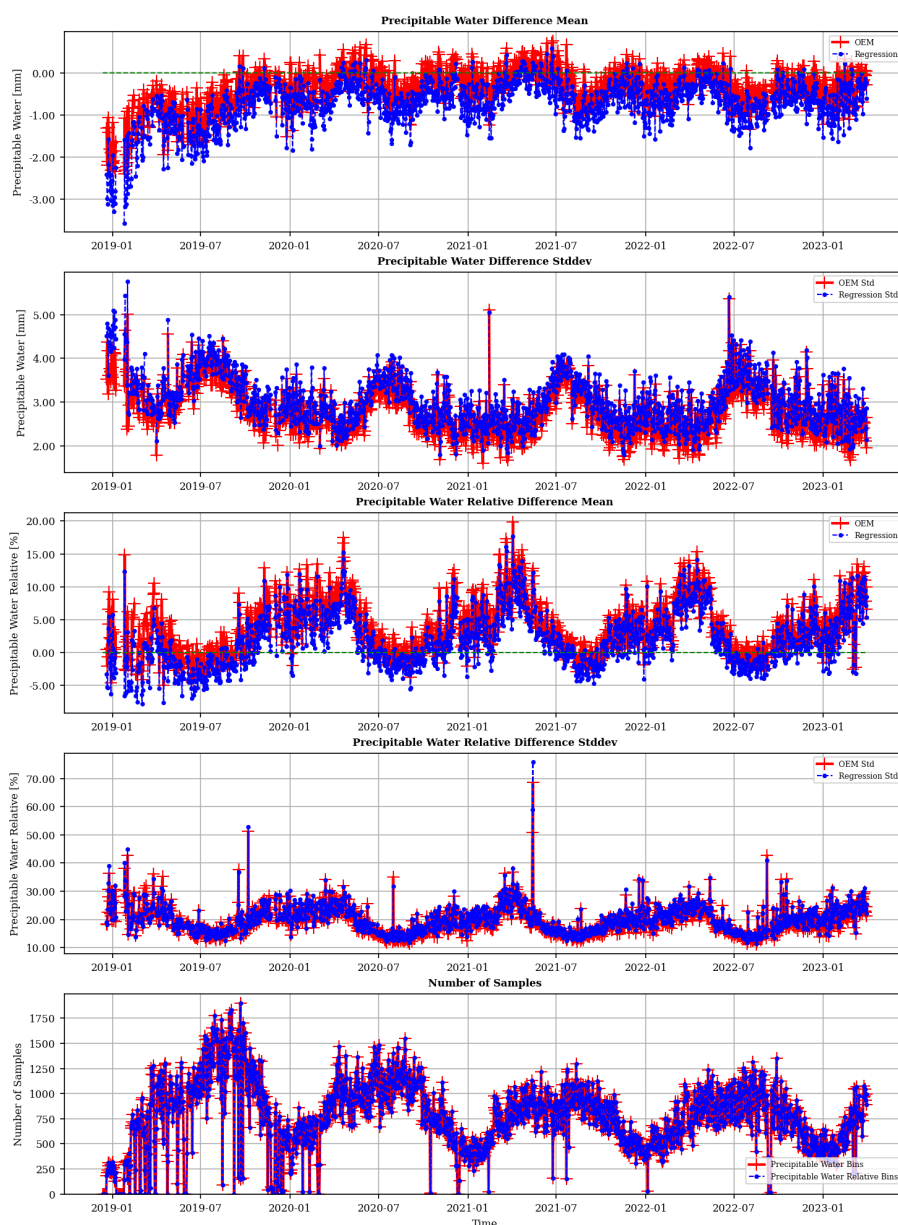 Precipitable Water Difference Mean
OEM
Regression
Precipitable Water [mm]
0.00
-1.00
-2.00
-3.00
2019-01 2019-07 2020-01 2020-07 2021-01 2021-07 2022-01 2022-07 2023-01
Precipitable Water Difference Stddev
OEM Std
Regression Std
Precipitable Water [mm]
5.00
4.00
3.00
2.00
2019-01 2019-07 2020-01 2020-07 2021-01 2021-07 2022-01 2022-07 2023-01
Precipitable Water Relative Difference Mean
OEM
Regression
Precipitable Water Relative [%]
20.00
15.00
10.00
5.00
0.00
-5.00
2019-01 2019-07 2020-01 2020-07 2021-01 2021-07 2022-01 2022-07 2023-01
Precipitable Water Relative Difference Stddev
OEM Std
Regression Std
Precipitable Water Relative [%]
70.00
60.00
50.00
40.00
30.00
20.00
10.00
2019-01 2019-07 2020-01 2020-07 2021-01 2021-07 2022-01 2022-07 2023-01
Number of Samples
Number of Samples
1750
1500
1250
1000
750
500
250
0
Precipitable Water Bins
Precipitable Water Relative Bins
2019-01 2019-07 2020-01 2020-07 2021-01 2021-07 2022-01 2022-07 2023-01
Time